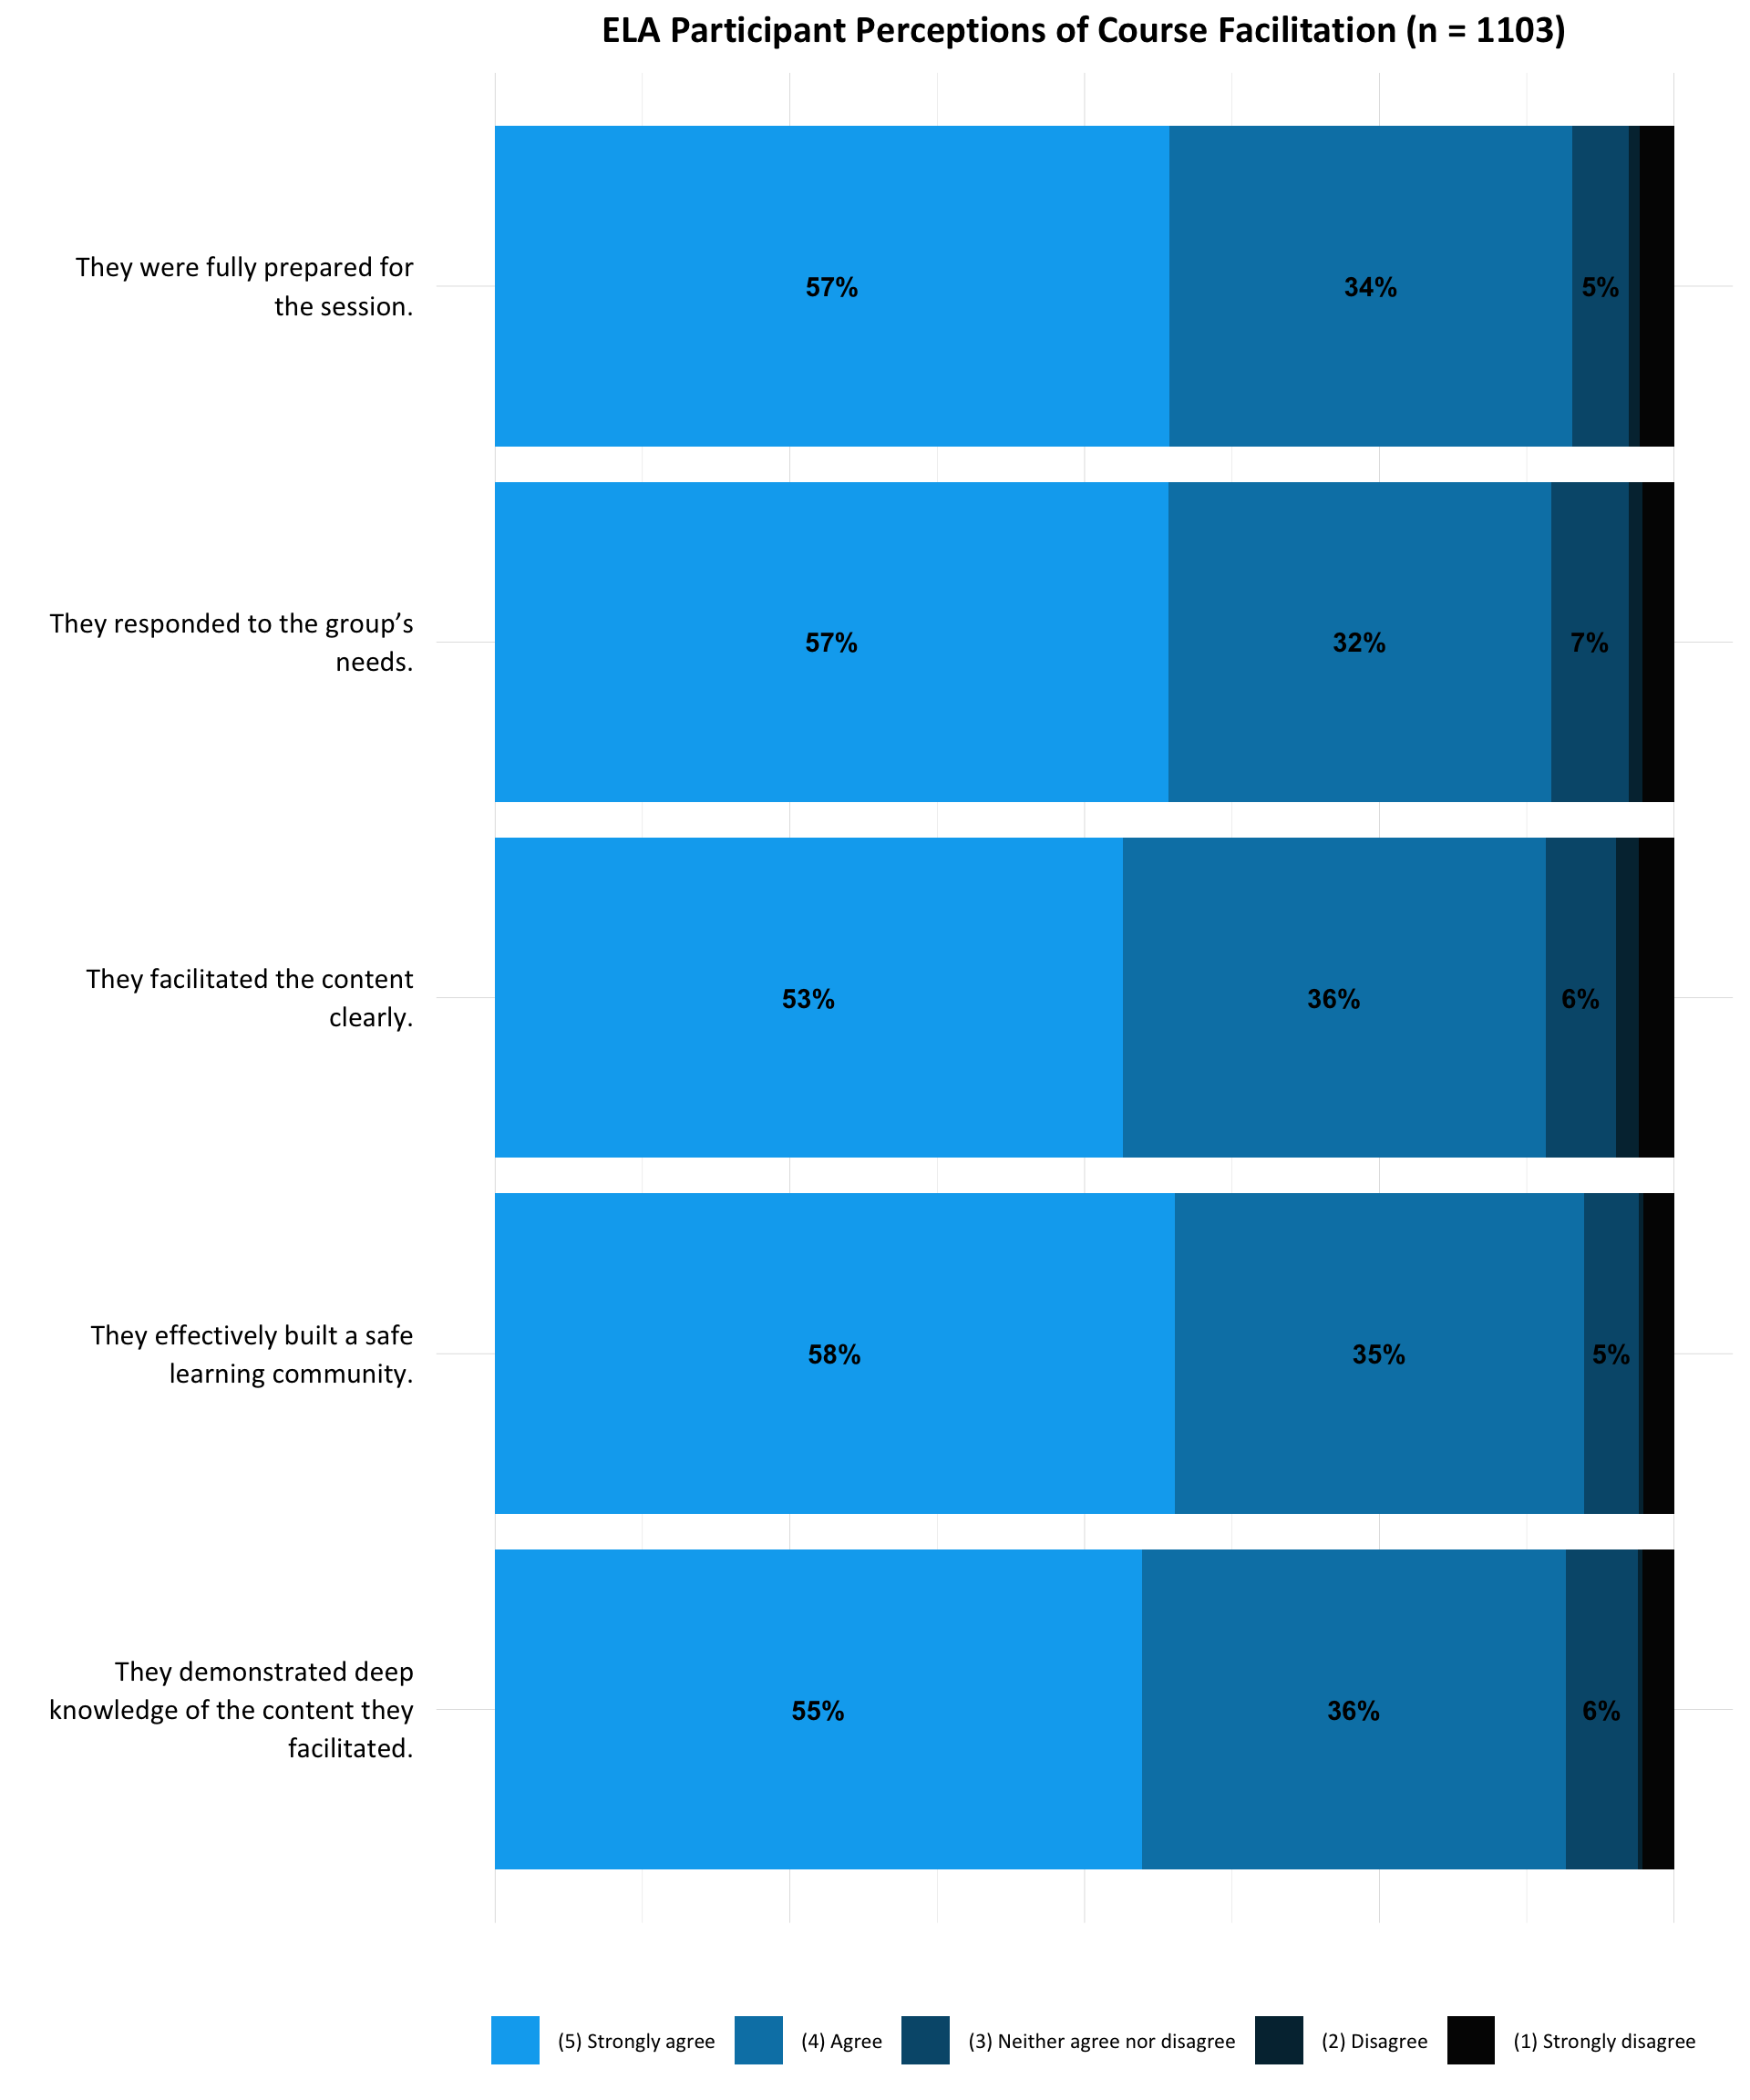 ELA Participant Perceptions of Course Facilitation (n = 1103)
They were fully prepared for
the session.
57%
34%
5%
They responded to the group’s
needs.
57%
32%
7%
They facilitated the content
clearly.
53%
36%
6%
They effectively built a safe
learning community.
58%
35%
5%
They demonstrated deep
knowledge of the content they
facilitated.
55%
36%
6%
(5) Strongly agree
(4) Agree
(3) Neither agree nor disagree
(2) Disagree
(1) Strongly disagree